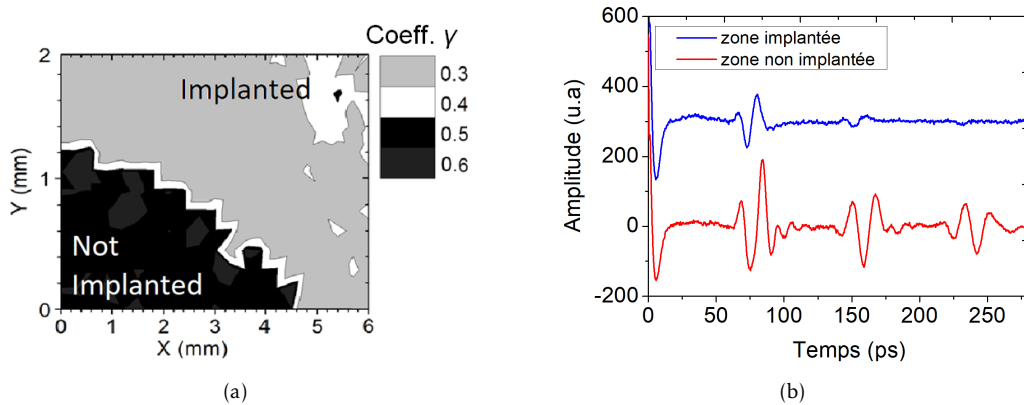 Coeff. γ
0.3
0.4
0.5
0.6
2
1
0
Y (mm)
Implanted
Not
Implanted
0 1 2 3 4 5 6
X (mm)
(a)
600
400
200
0
-200
Amplitude (u.a)
zone implantée
zone non implantée
0 50 100 150 200 250
Temps (ps)
(b)